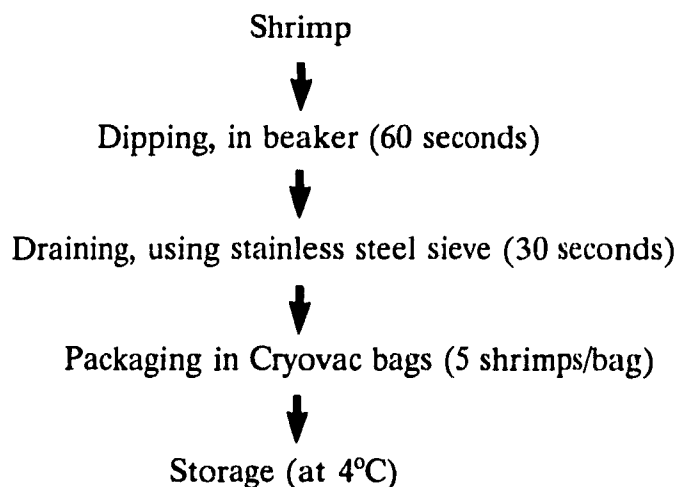 Shrimp
Dipping, in beaker (60 seconds)
Draining, using stainless steel sieve (30 seconds)
Packaging in Cryovac bags (5 shrimps/bag)
Storage (at 4°C)